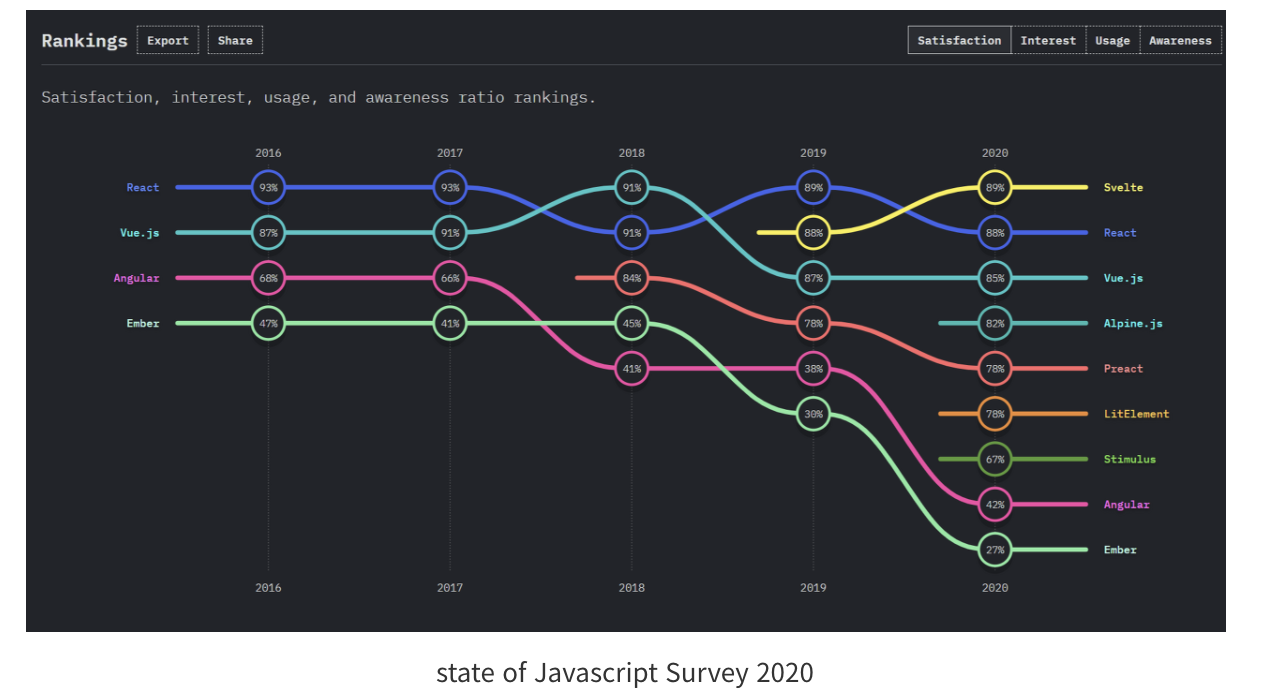 Rankings Export Share Satisfaction Interest Usage Awareness
Satisfaction, interest, usage, and awareness ratio rankings.
2016 2017 2018 2019 2020
React 93% 93% 91% 89% 89% Svelte
Vue.js 87% 91% 91% 88% 88% React
Angular 68% 66% 84% 87% 85% Vue.js
Ember 47% 41% 45% 78% 82% Alpine.js
41% 38% 78% Preact
30% 78% LitElement
67% Stimulus
42% Angular
27% Ember
2016 2017 2018 2019 2020
state of Javascript Survey 2020